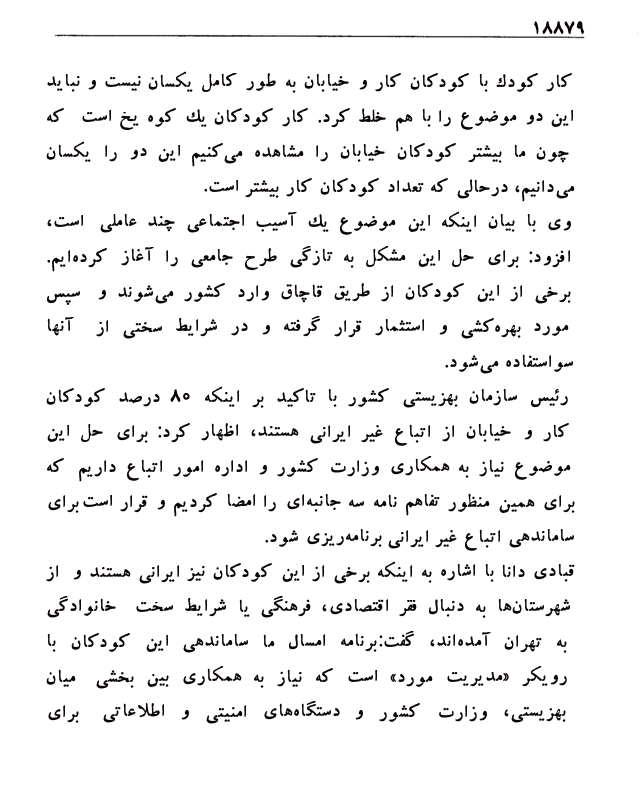 ۱۸۸۷۹
کار کودك با کودکان کار و خیابان به طور کامل یکسان نیست و نباید
این دو موضوع را با هم خلط کرد. کار کودکان یك کوه یخ است که
چون ما بیشتر کودکان خیابان را مشاهده می‌کنیم این دو را یکسان
می‌دانیم، درحالی که تعداد کودکان کار بیشتر است.
وی با بیان اینکه این موضوع یك آسیب اجتماعی چند عاملی است،
افزود: برای حل این مشکل به تازگی طرح جامعی را آغاز کرده‌ایم.
برخی از این کودکان از طریق قاچاق وارد کشور می‌شوند و سپس
مورد بهره‌کشی و استثمار قرار گرفته و در شرایط سختی از آنها
سواستفاده می‌شود.
رئیس سازمان بهزیستی کشور با تاکید بر اینکه ۸۰ درصد کودکان
کار و خیابان از اتباع غیر ایرانی هستند، اظهار کرد: برای حل این
موضوع نیاز به همکاری وزارت کشور و اداره امور اتباع داریم که
برای همین منظور تفاهم نامه سه جانبه‌ای را امضا کردیم و قرار است برای
ساماندهی اتباع غیر ایرانی برنامه‌ریزی شود.
قبادی دانا با اشاره به اینکه برخی از این کودکان نیز ایرانی هستند و از
شهرستان‌ها به دنبال فقر اقتصادی، فرهنگی یا شرایط سخت خانوادگی
به تهران آمده‌اند، گفت:برنامه امسال ما ساماندهی این کودکان با
رویکر «مدیریت مورد» است که نیاز به همکاری بین بخشی میان
بهزیستی، وزارت کشور و دستگاه‌های امنیتی و اطلاعاتی برای